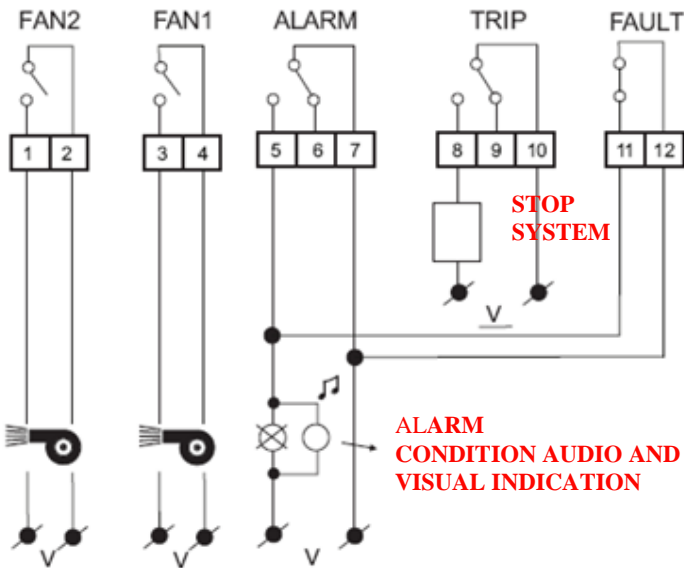 FAN2 FAN1 ALARM TRIP FAULT
1 2 3 4 5 6 7 8 9 10 11 12
STOP
SYSTEM
V
ALARM
CONDITION AUDIO AND
VISUAL INDICATION
V V V